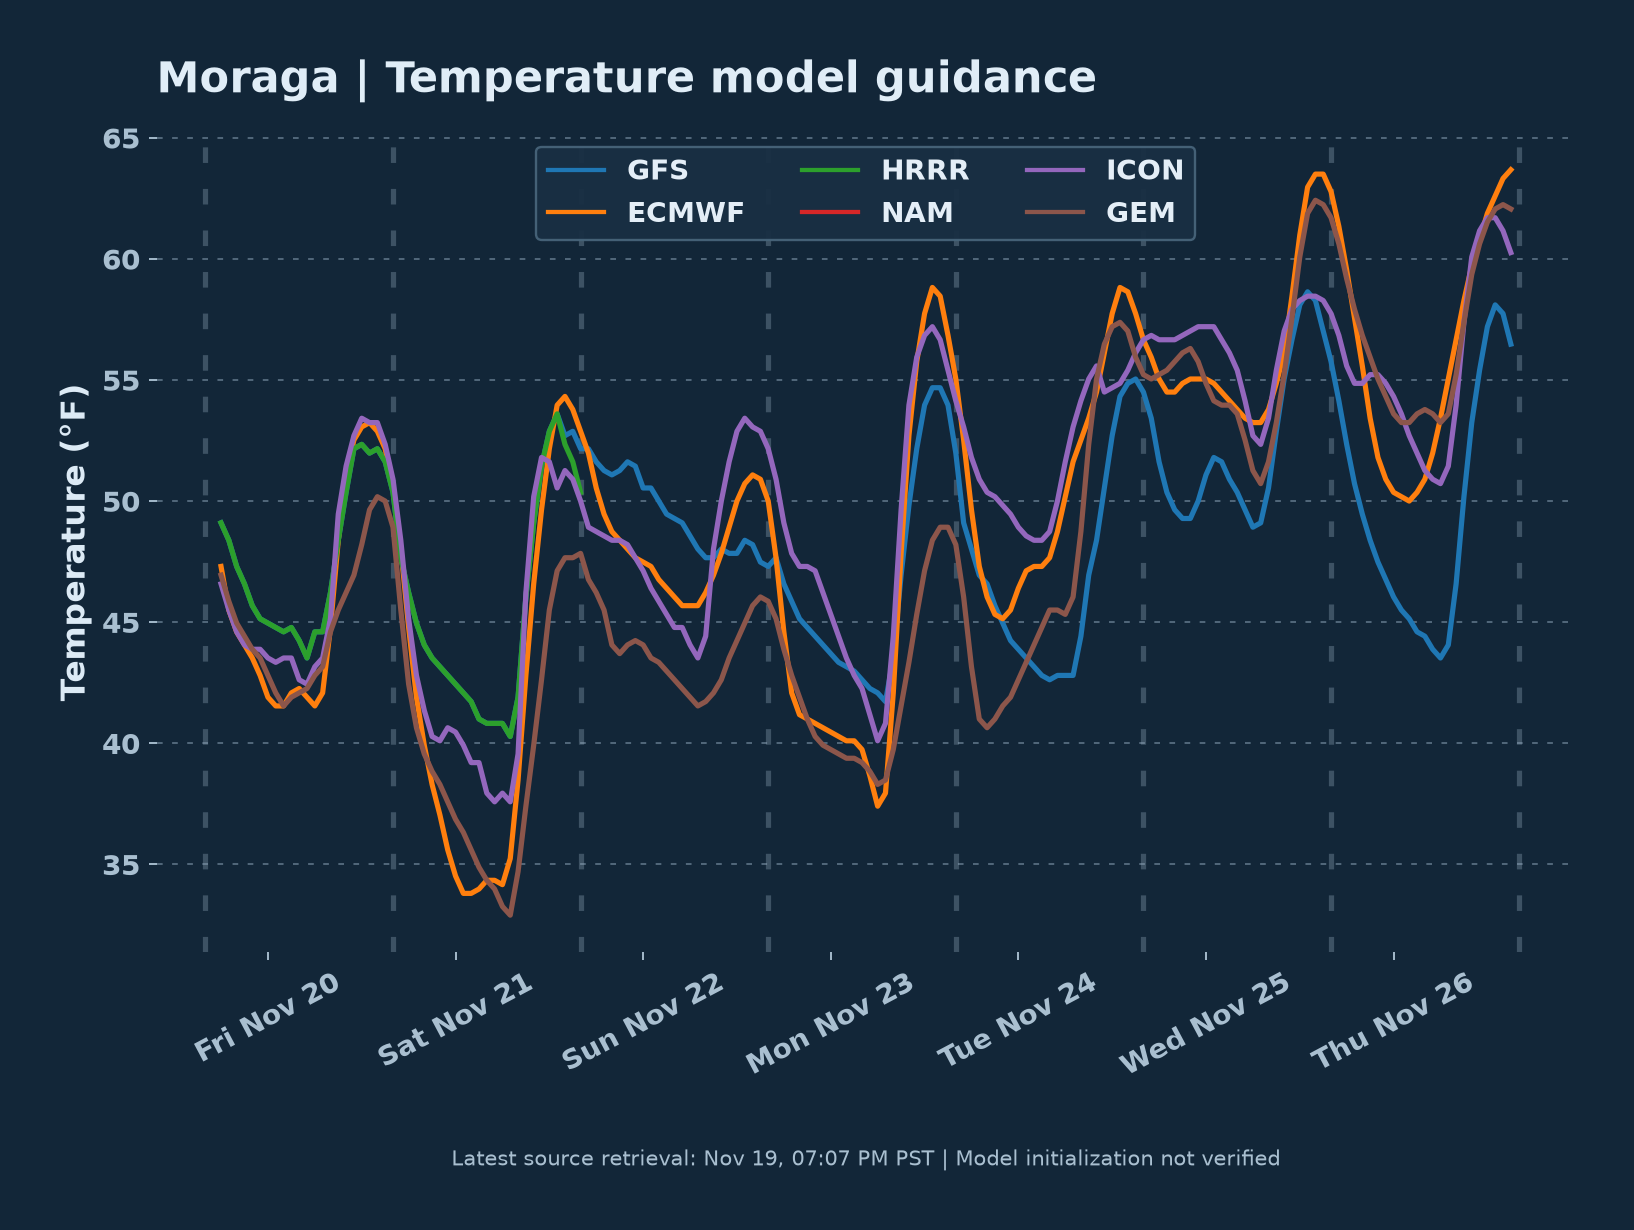 Moraga | Temperature model guidance
65
60
55
50
45
40
35
Temperature (°F)
GFS HRRR ICON
ECMWF NAM GEM
Fri Nov 20
Sat Nov 21
Sun Nov 22
Mon Nov 23
Tue Nov 24
Wed Nov 25
Thu Nov 26
Latest source retrieval: Nov 19, 07:07 PM PST | Model initialization not verified